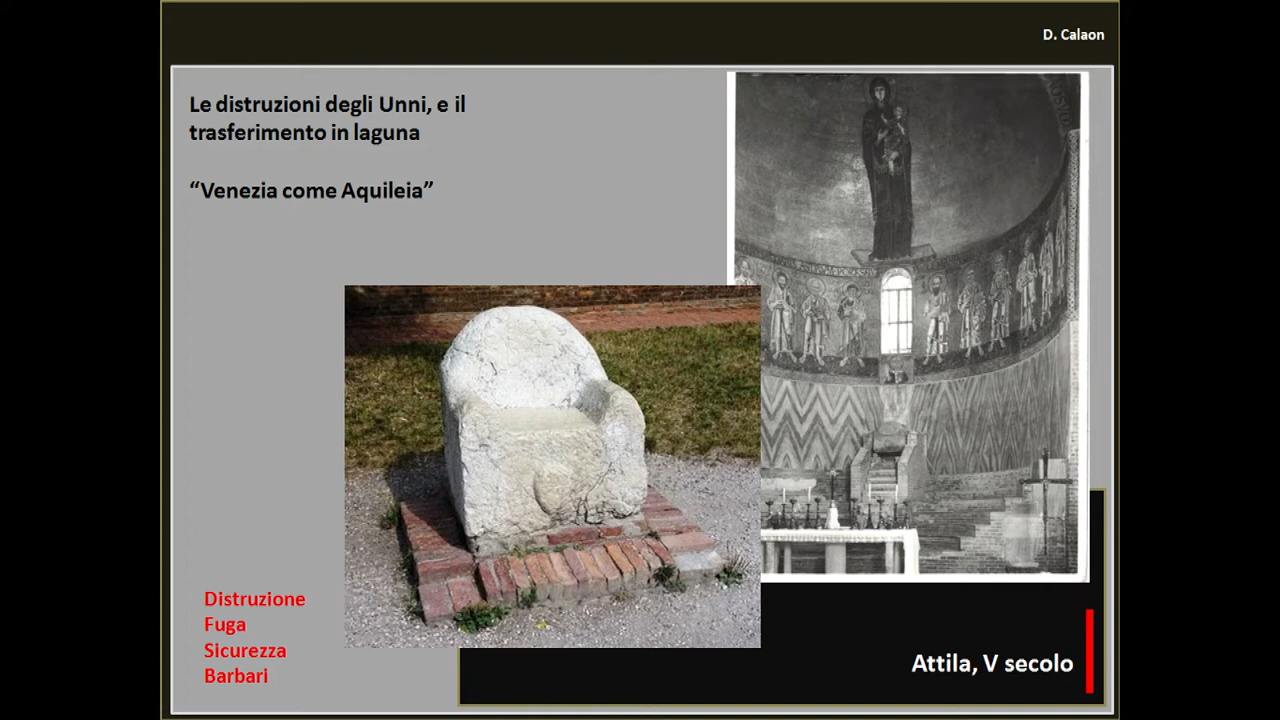 D. Calaon
Le distruzioni degli Unni, e il
trasferimento in laguna
“Venezia come Aquileia”
Distruzione
Fuga
Sicurezza
Barbari
Attila, V secolo